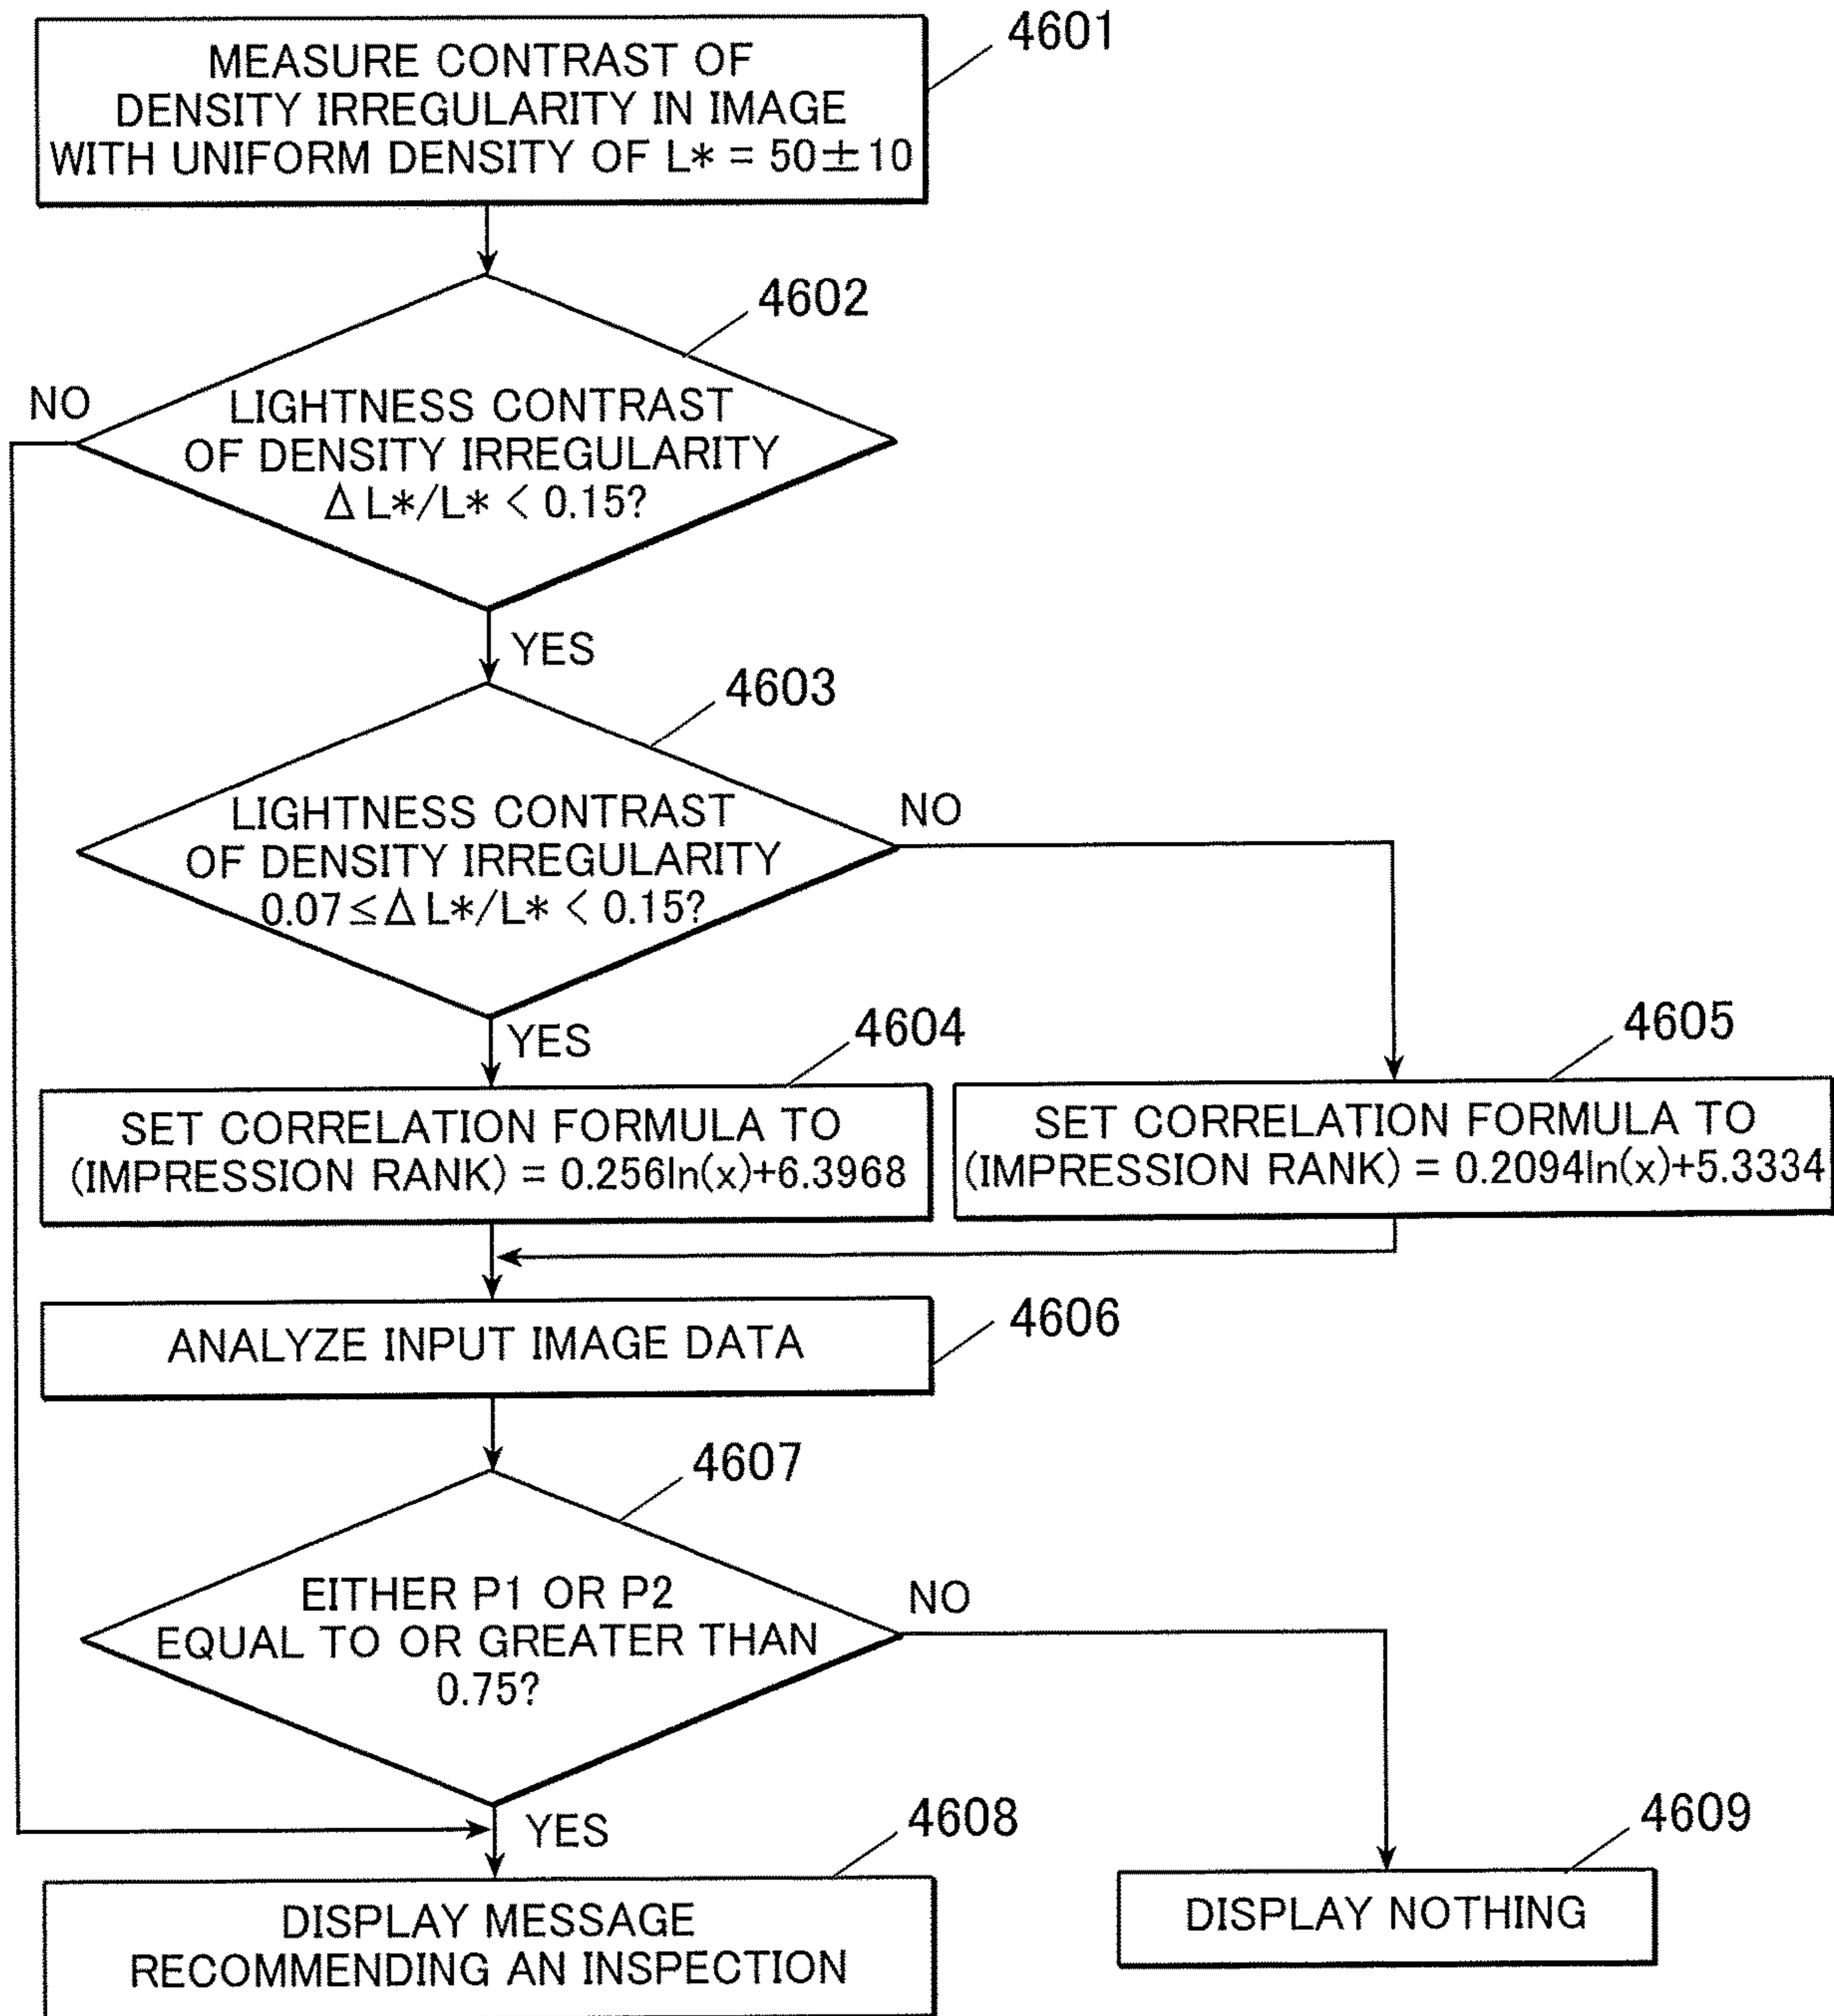 4601
MEASURE CONTRAST OF
DENSITY IRREGULARITY IN IMAGE
WITH UNIFORM DENSITY OF L* = 50±10
4602
NO
LIGHTNESS CONTRAST
OF DENSITY IRREGULARITY
Δ L*/L* < 0.15?
YES
4603
LIGHTNESS CONTRAST
OF DENSITY IRREGULARITY
0.07≤Δ L*/L* < 0.15?
NO
YES
4604
4605
SET CORRELATION FORMULA TO
(IMPRESSION RANK) = 0.256ln(x)+6.3968
SET CORRELATION FORMULA TO
(IMPRESSION RANK) = 0.2094ln(x)+5.3334
4606
ANALYZE INPUT IMAGE DATA
4607
EITHER P1 OR P2
EQUAL TO OR GREATER THAN
0.75?
NO
YES
4608
4609
DISPLAY MESSAGE
RECOMMENDING AN INSPECTION
DISPLAY NOTHING